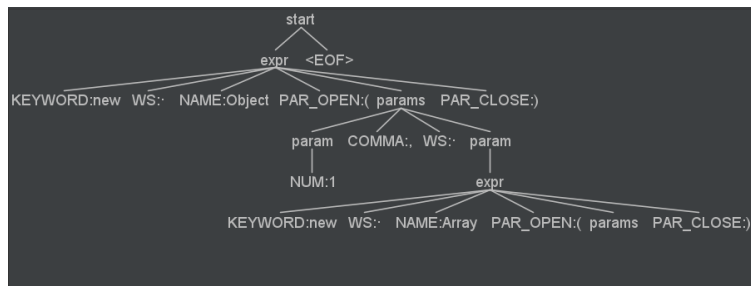 start
expr <EOF>
KEYWORD:new WS:· NAME:Object PAR_OPEN:( params PAR_CLOSE:)
param COMMA:, WS:· param
NUM:1 expr
KEYWORD:new WS:· NAME:Array PAR_OPEN:( params PAR_CLOSE:)